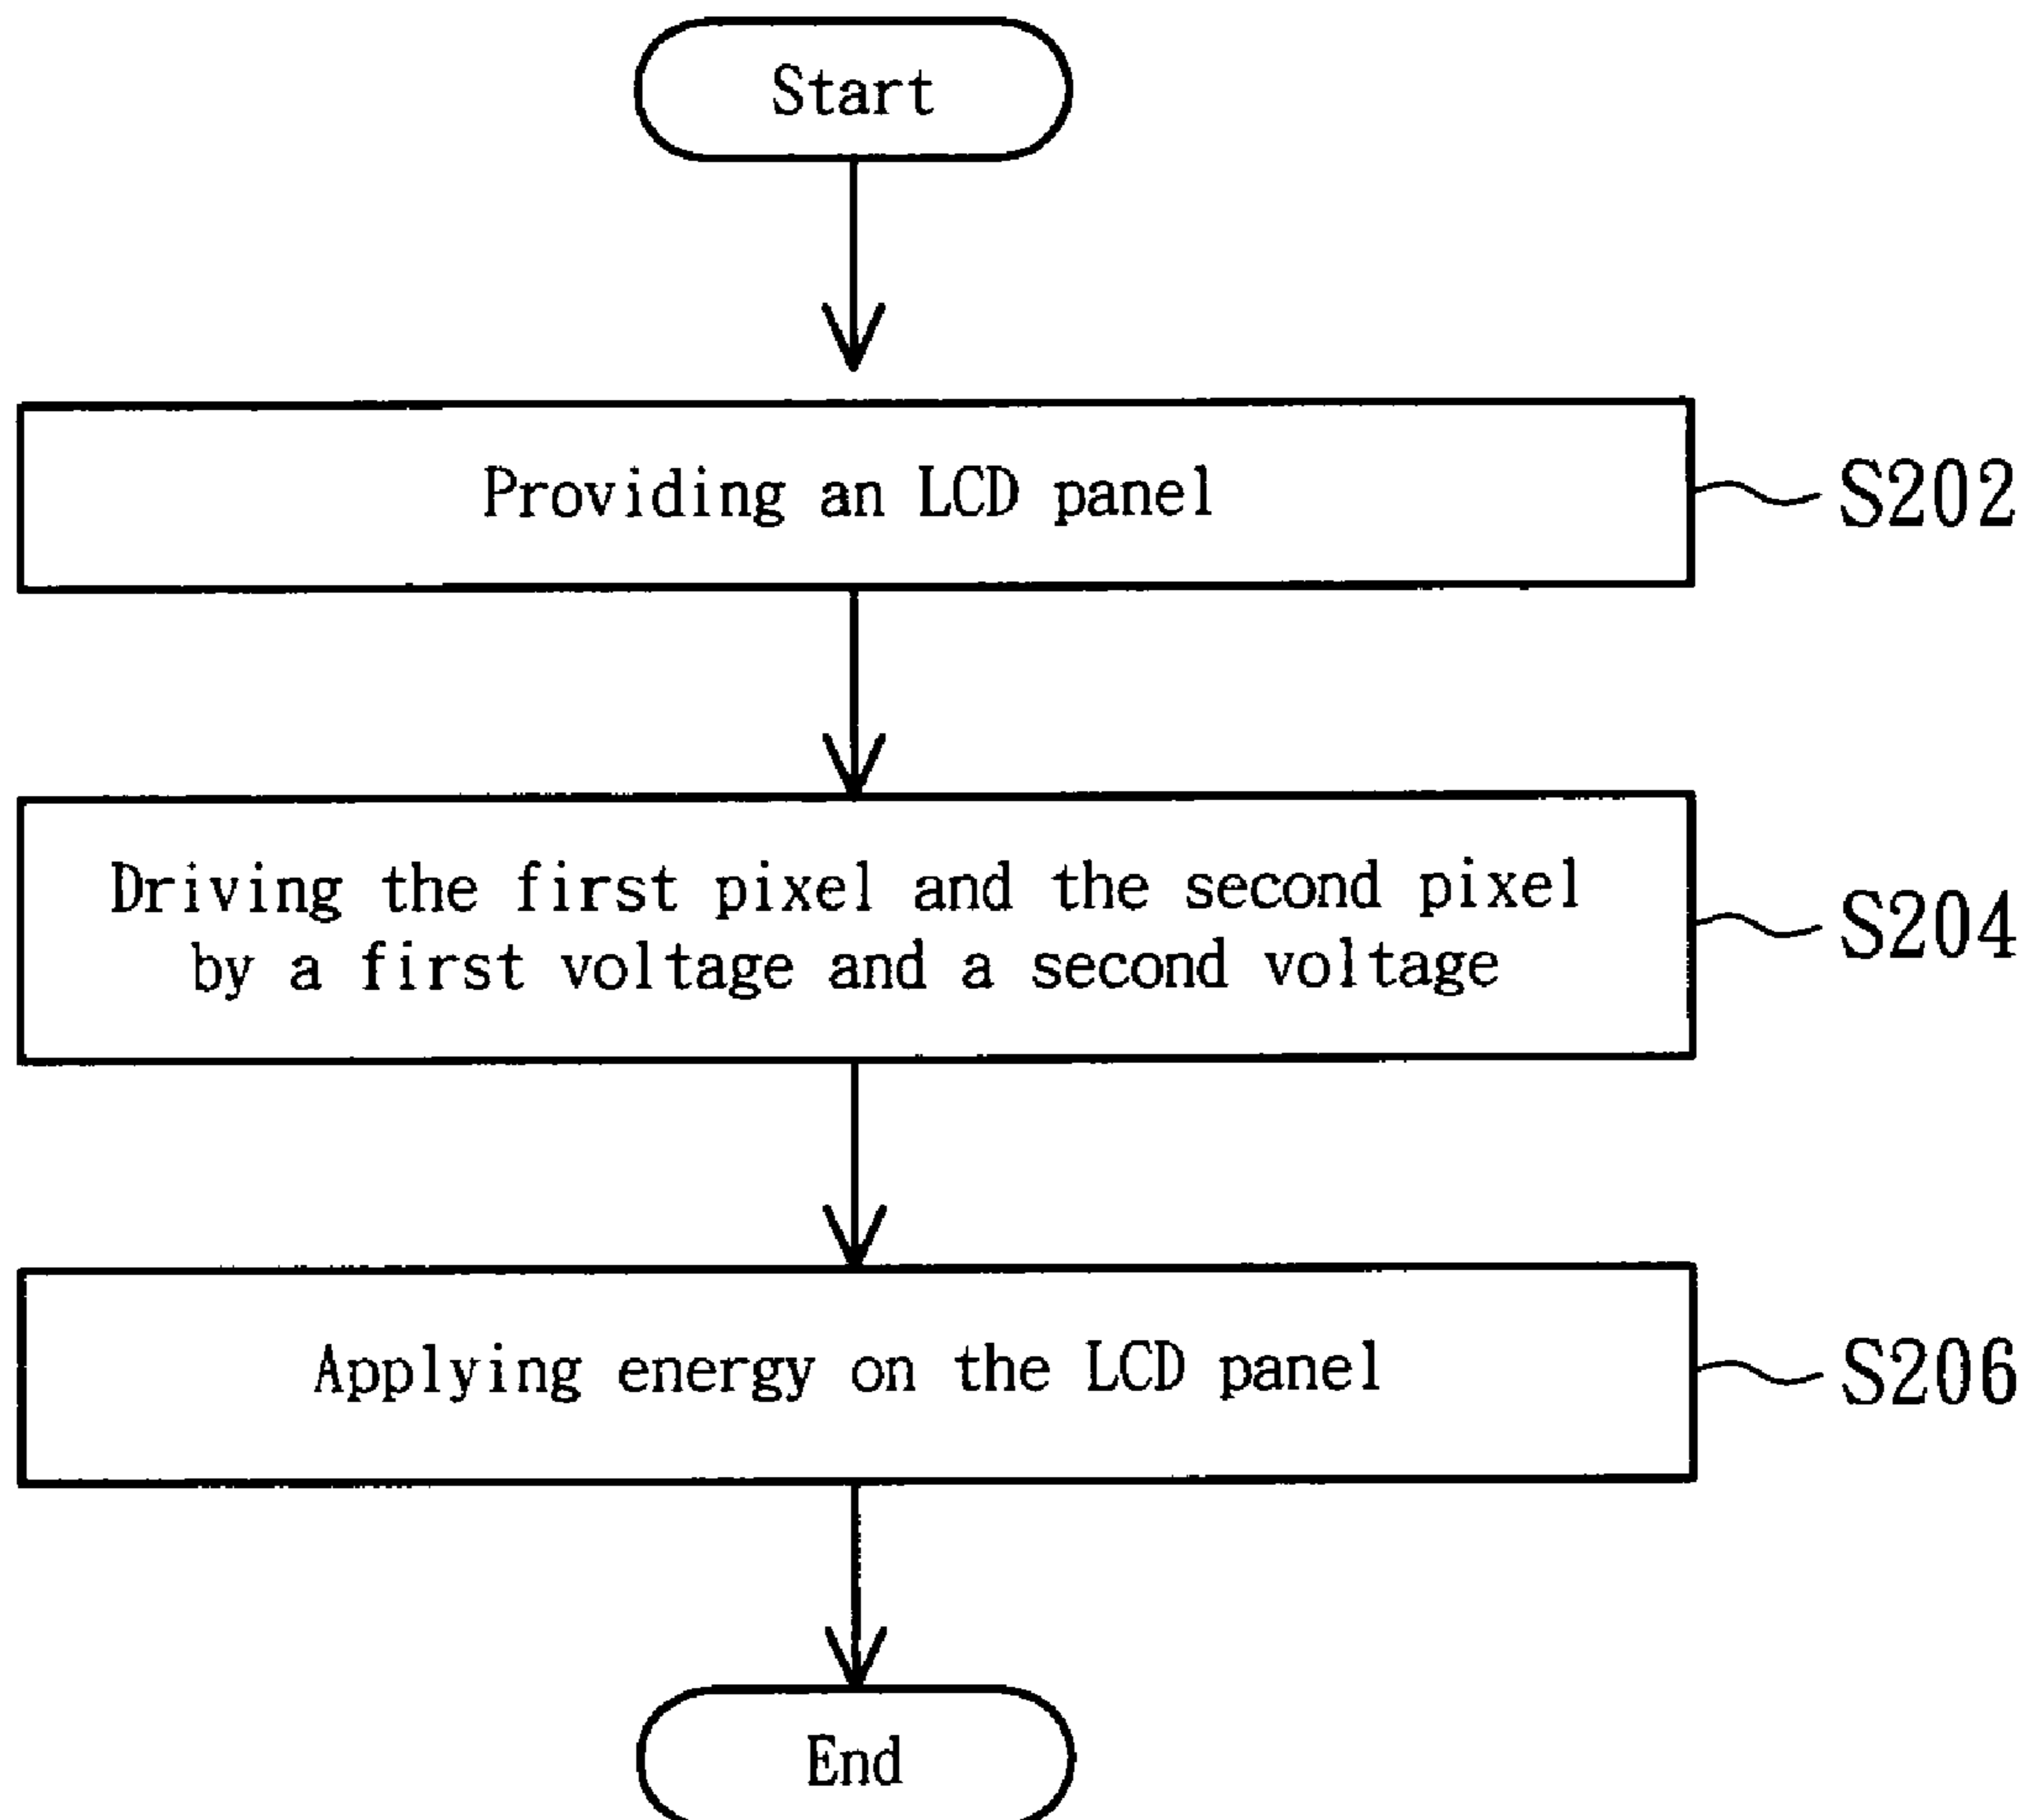 Start
Providing an LCD panel
S202
Driving the first pixel and the second pixel
by a first voltage and a second voltage
S204
Applying energy on the LCD panel
S206
End